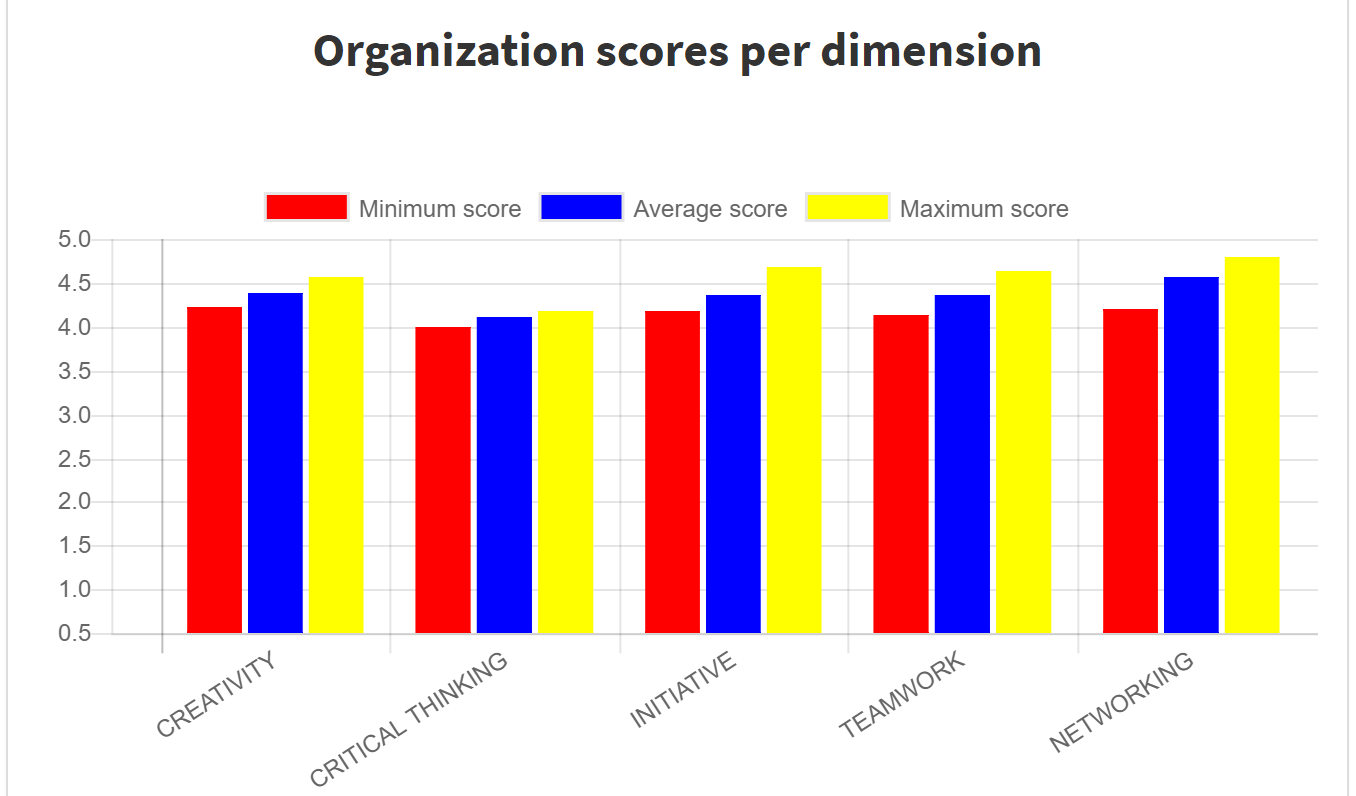 Organization scores per dimension
Minimum score Average score Maximum score
5.0
4.5
4.0
3.5
3.0
2.5
2.0
1.5
1.0
0.5
CREATIVITY
CRITICAL THINKING
INITIATIVE
TEAMWORK
NETWORKING